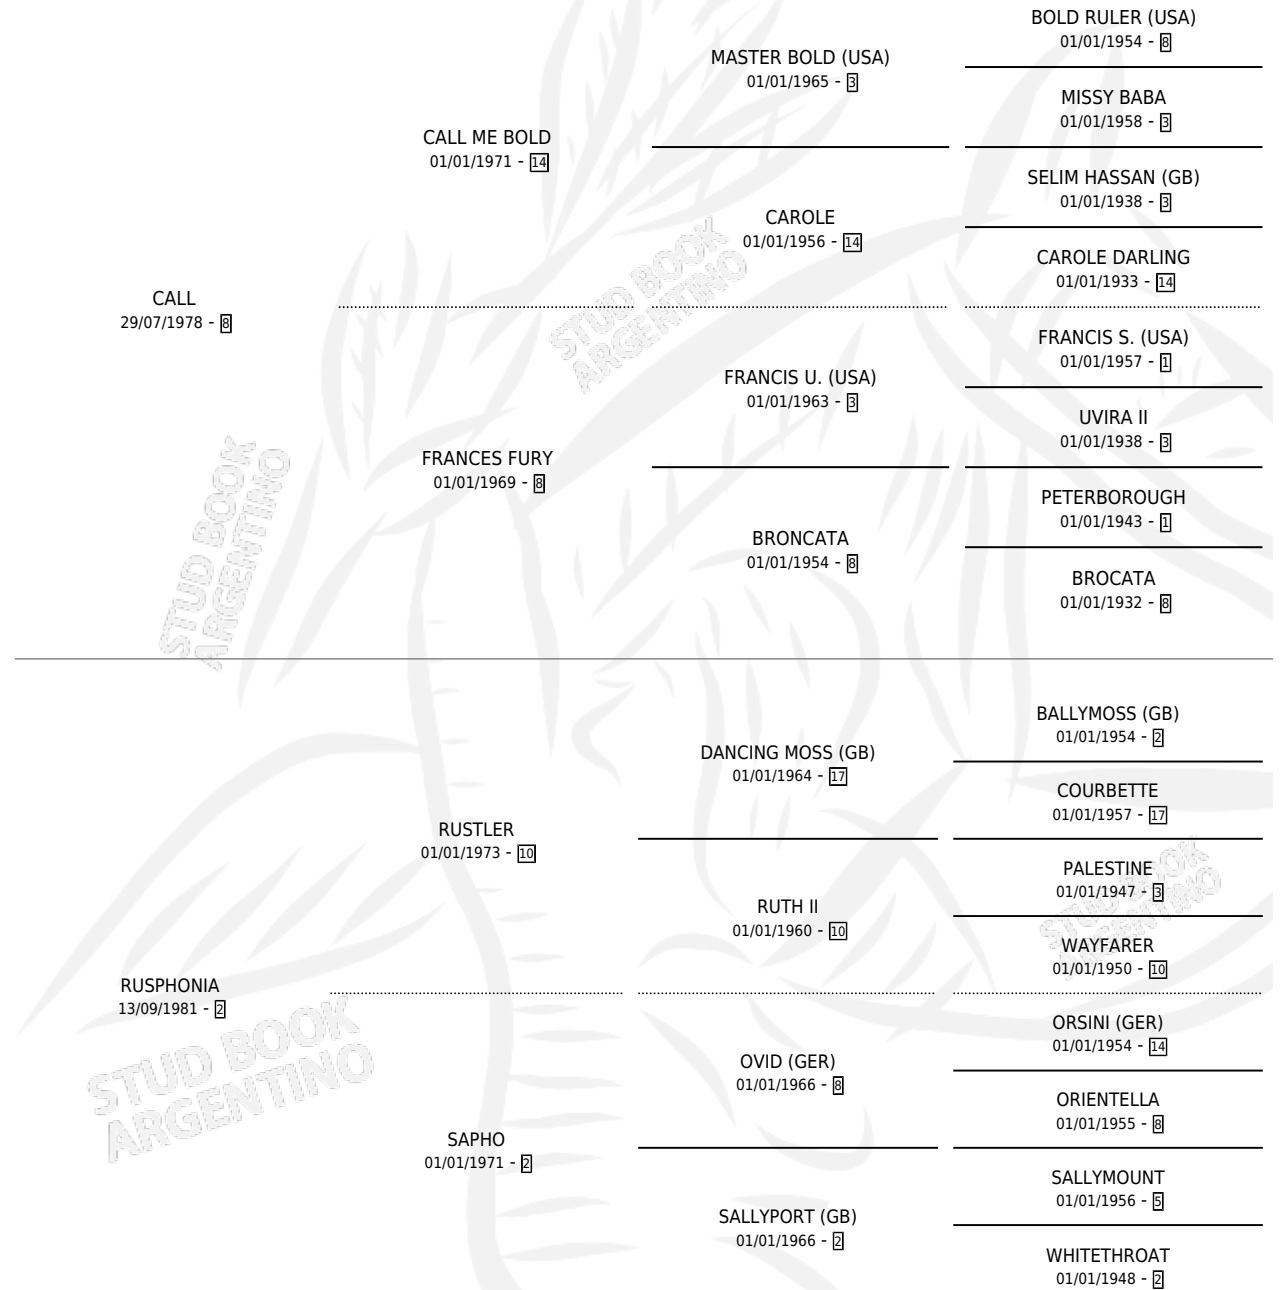 BOLD RULER (USA)
01/01/1954 - 8
MASTER BOLD (USA)
01/01/1965 - 3
MISSY BABA
01/01/1958 - 3
CALL ME BOLD
01/01/1971 - 14
SELIM HASSAN (GB)
01/01/1938 - 3
CAROLE
01/01/1956 - 14
CAROLE DARLING
01/01/1933 - 14
CALL
29/07/1978 - 8
FRANCIS S. (USA)
01/01/1957 - 1
FRANCIS U. (USA)
01/01/1963 - 3
UVIRA II
01/01/1938 - 3
FRANCES FURY
01/01/1969 - 8
PETERBOROUGH
01/01/1943 - 1
BRONCATA
01/01/1954 - 8
BROCATA
01/01/1932 - 8
STUD BOOK
ARGENTINO
STUD BOOK
ARGENTINO
BALLYMOSS (GB)
01/01/1954 - 2
DANCING MOSS (GB)
01/01/1964 - 17
COURBETTE
01/01/1957 - 17
RUSTLER
01/01/1973 - 10
PALESTINE
01/01/1947 - 3
RUTH II
01/01/1960 - 10
WAYFARER
01/01/1950 - 10
RUSPHONIA
13/09/1981 - 2
ORSINI (GER)
01/01/1954 - 14
OVID (GER)
01/01/1966 - 8
ORIENTELLA
01/01/1955 - 8
SAPHO
01/01/1971 - 2
SALLYMOUNT
01/01/1956 - 5
SALLYPORT (GB)
01/01/1966 - 2
WHITETHROAT
01/01/1948 - 2
STUD BOOK
ARGENTINO
STUD BOOK
ARGENTINO